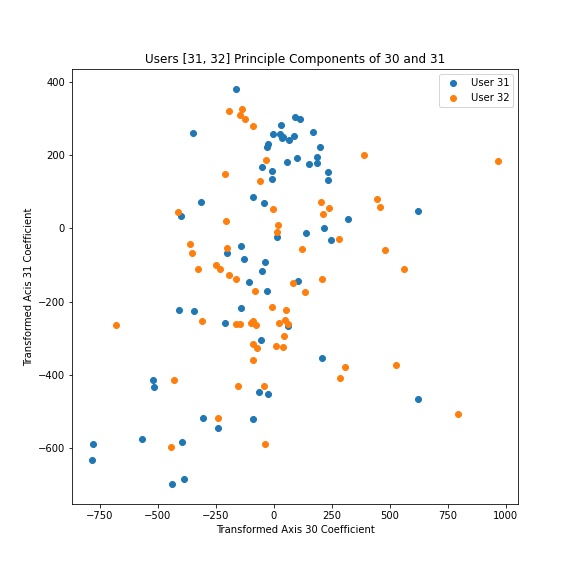 Users [31, 32] Principle Components of 30 and 31
User 31
User 32
400
200
0
−200
−400
−600
Transformed Acis 31 Coefficient
−750
−500
−250
0
250
500
750
1000
Transformed Axis 30 Coefficient